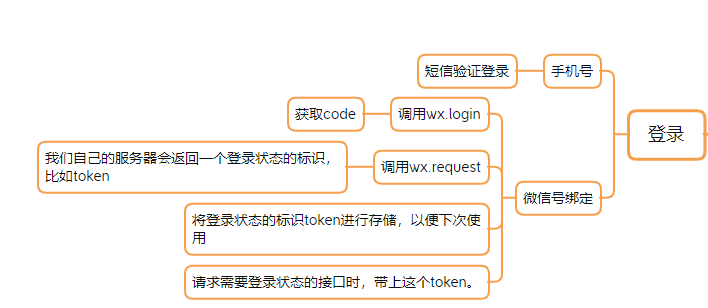 短信验证登录
手机号
获取code
调用wx.login
登录
我们自己的服务器会返回一个登录状态的标识，
比如token
调用wx.request
微信号绑定
将登录状态的标识token进行存储，以便下次使
用
请求需要登录状态的接口时，带上这个token。